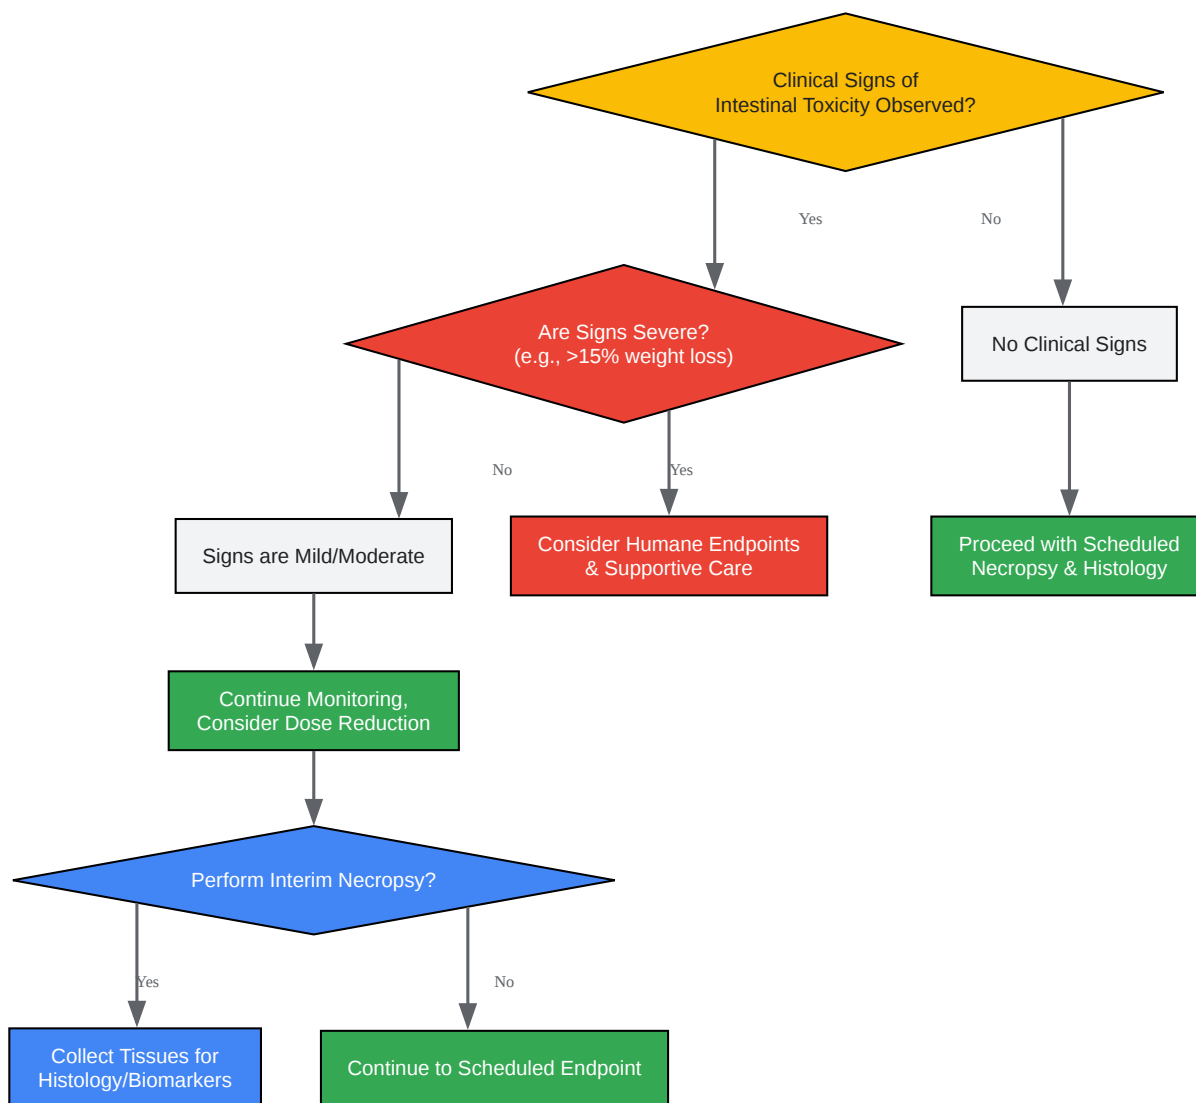 Clinical Signs of
Intestinal Toxicity Observed?
Yes
No
Are Signs Severe?
(e.g., >15% weight loss)
No Clinical Signs
No
Yes
Signs are Mild/Moderate
Consider Humane Endpoints
& Supportive Care
Proceed with Scheduled
Necropsy & Histology
Continue Monitoring,
Consider Dose Reduction
Perform Interim Necropsy?
Yes
No
Collect Tissues for
Histology/Biomarkers
Continue to Scheduled Endpoint